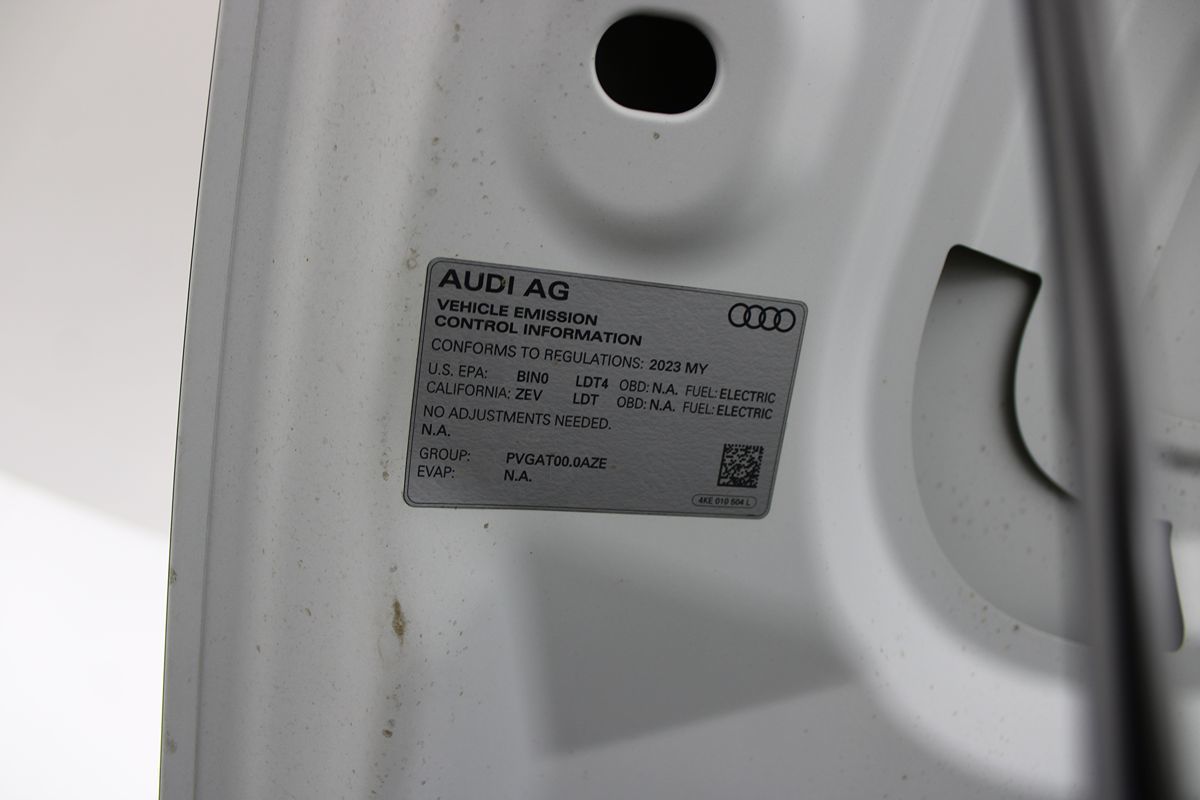 AUDI AG
VEHICLE EMISSION
CONTROL INFORMATION
CONFORMS TO REGULATIONS: 2023 MY
U.S. EPA: BIN0 LDT4 OBD: N.A. FUEL: ELECTRIC
CALIFORNIA: ZEV LDT OBD: N.A. FUEL: ELECTRIC
NO ADJUSTMENTS NEEDED.
N.A.
GROUP: PVGAT00.0AZE
EVAP: N.A.
4KE 010 504 L